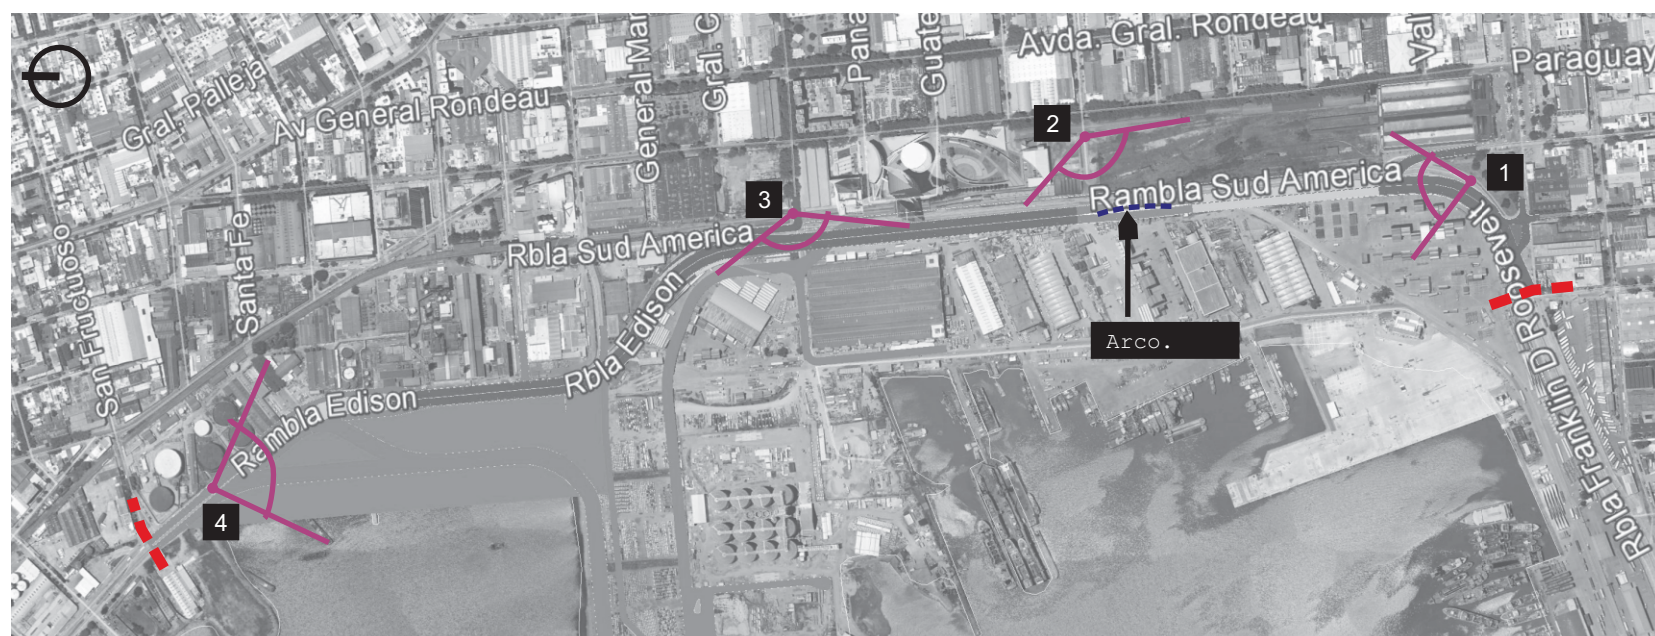 Gral. Palleja
Av General Rondeau
General Mar
Gral. G
Pana
Guate
Avda. Gral. Rondeau
Val
Paraguay
2
1
3
Rambla Sud America
Rbla Sud America
San Fructuoso
Santa Fe
Rbla Edison
Arco.
Rambla Edison
4
Rbla Franklin D Roosevelt
Rbla